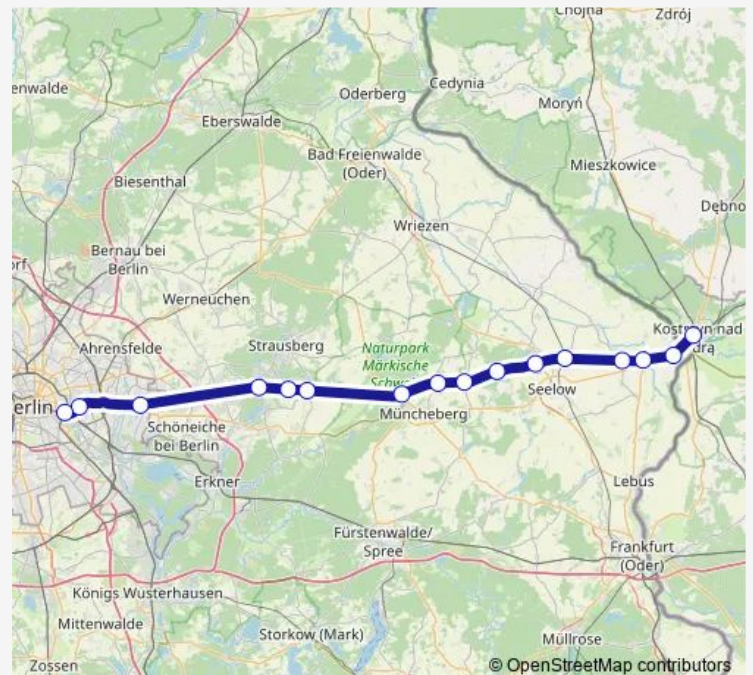 Chojna
Zdrój
enwalde
Oderberg
Cedynia
Moryń
Eberswalde
Bad Freienwalde
(Oder)
Mieszkowice
Biesenthal
Dębno
Wriezen
Bernau bei
Berlin
orf
Werneuchen
Ahrensfelde
Strausberg
Naturpark
Märkische
Kostrzyn nad
drą
Seelow
erlin
Müncheberg
Schöneiche
bei Berlin
Erkner
Lebus
Fürstenwalde/
Spree
Frankfurt
(Oder)
Königs Wusterhausen
Mittenwalde
Storkow (Mark)
Müllrose
Zossen
© OpenStreetMap contributors